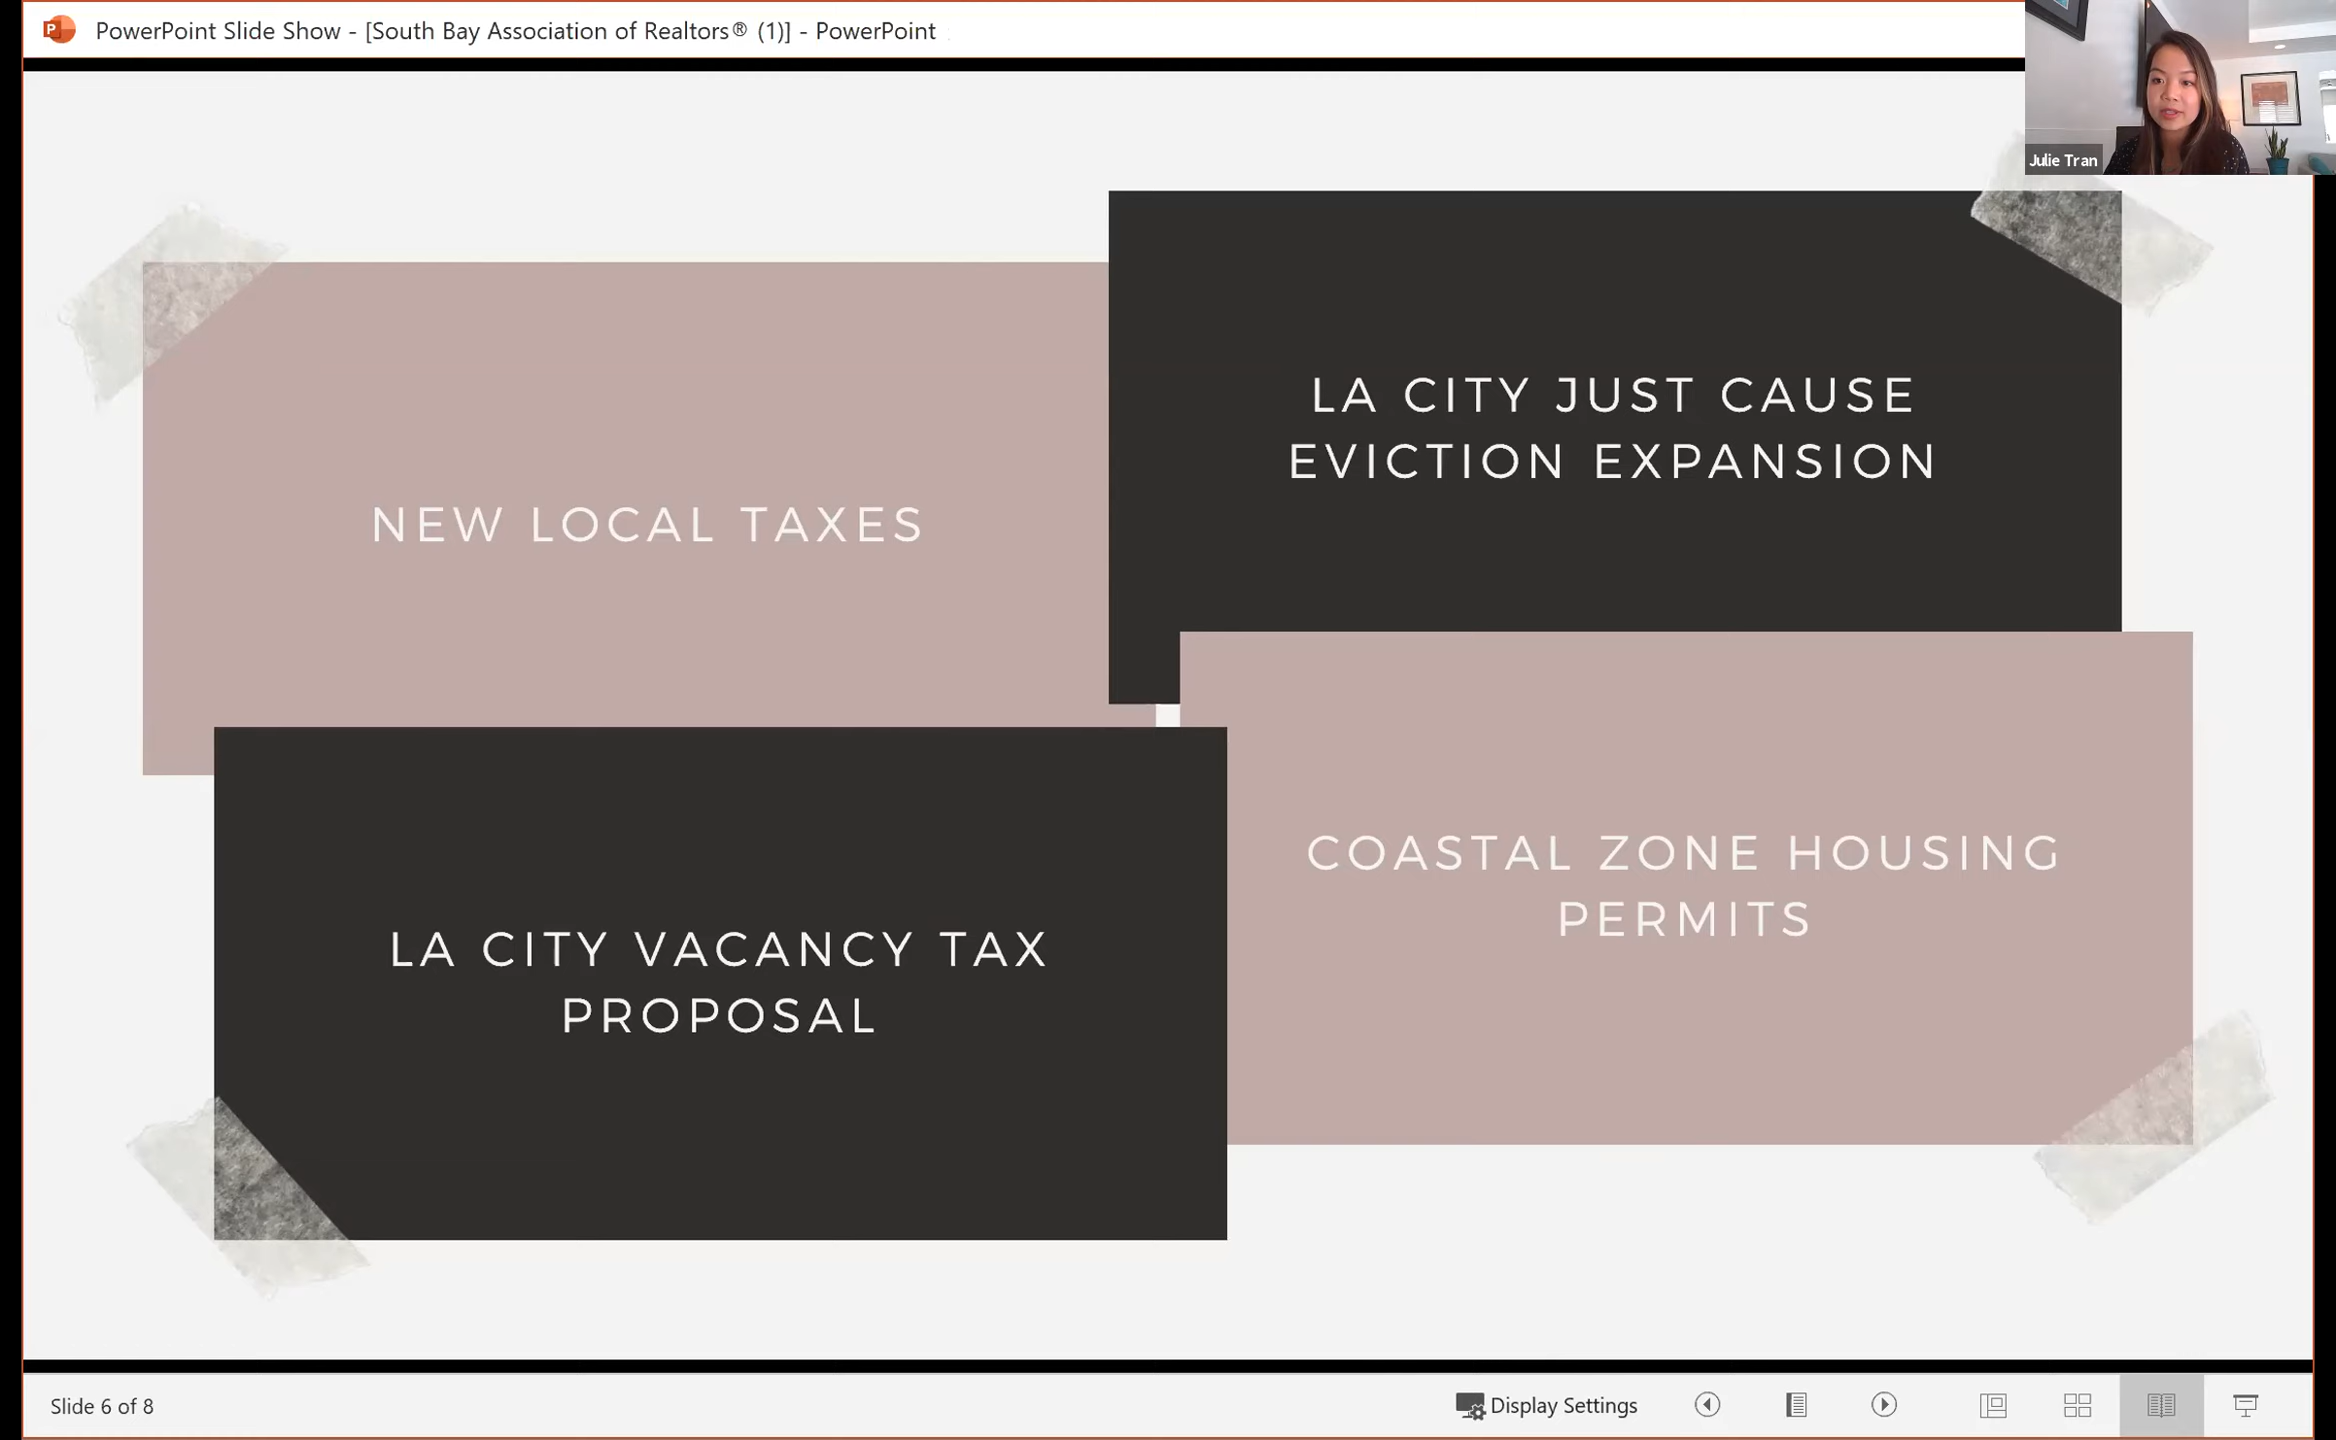 PowerPoint Slide Show - [South Bay Association of Realtors® (1)] - PowerPoint
Julie Tran
NEW LOCAL TAXES
LA CITY JUST CAUSE
EVICTION EXPANSION
LA CITY VACANCY TAX
PROPOSAL
COASTAL ZONE HOUSING
PERMITS
Slide 6 of 8
Display Settings